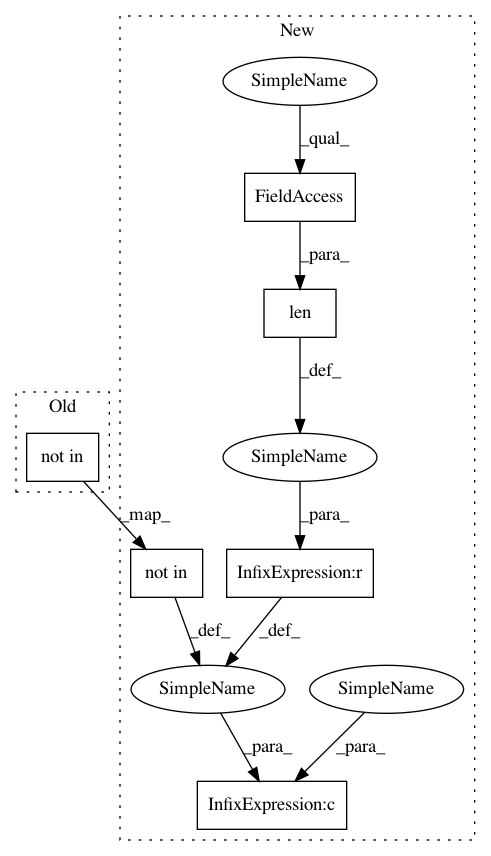 New
SimpleName
_qual_
FieldAccess
_para_
len
_def_
Old
SimpleName
not in
_map_
_para_
not in
InfixExpression:r
_def_
_def_
SimpleName
SimpleName
_para_
_para_
InfixExpression:c